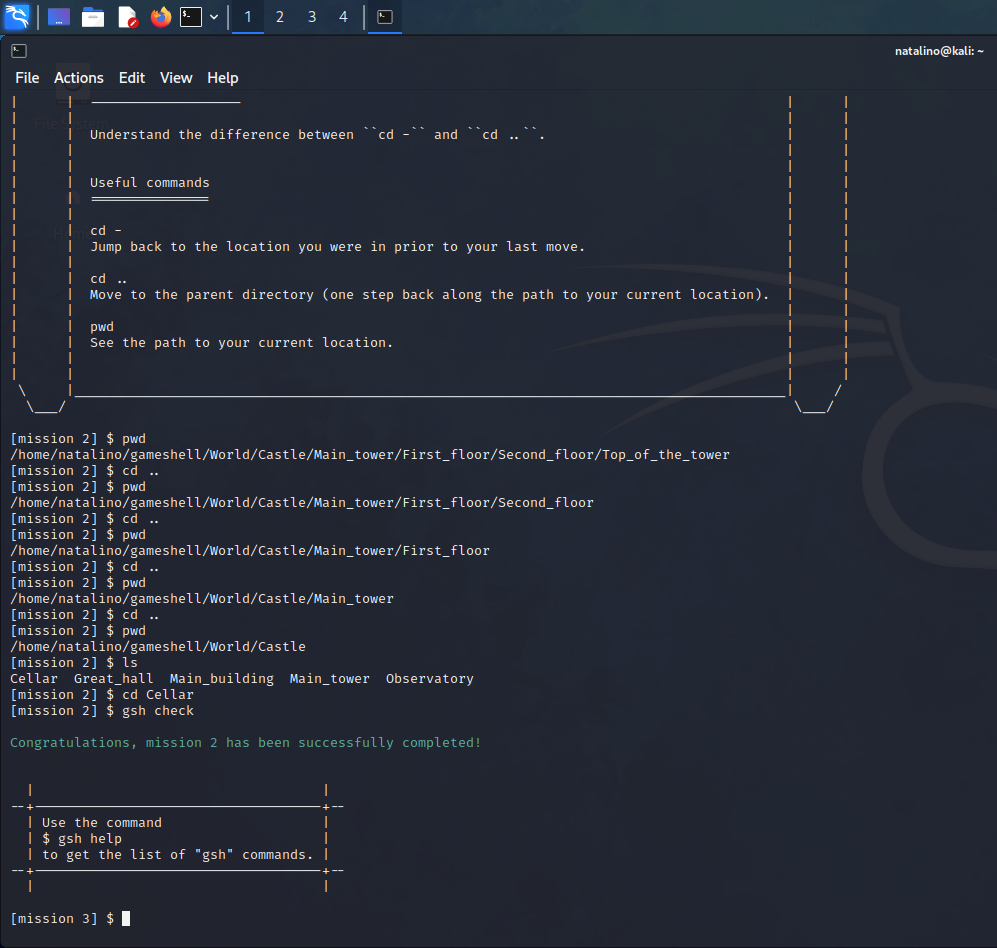 1 2 3 4
natalino@kali: ~
File Actions Edit View Help
Understand the difference between ``cd -`` and ``cd ..``.
Useful commands
===============
cd -
Jump back to the location you were in prior to your last move.
cd ..
Move to the parent directory (one step back along the path to your current location).
pwd
See the path to your current location.
[mission 2] $ pwd
/home/natalino/gameshell/World/Castle/Main_tower/First_floor/Second_floor/Top_of_the_tower
[mission 2] $ cd ..
[mission 2] $ pwd
/home/natalino/gameshell/World/Castle/Main_tower/First_floor/Second_floor
[mission 2] $ cd ..
[mission 2] $ pwd
/home/natalino/gameshell/World/Castle/Main_tower/First_floor
[mission 2] $ cd ..
[mission 2] $ pwd
/home/natalino/gameshell/World/Castle/Main_tower
[mission 2] $ cd ..
[mission 2] $ pwd
/home/natalino/gameshell/World/Castle
[mission 2] $ ls
Cellar Great_hall Main_building Main_tower Observatory
[mission 2] $ cd Cellar
[mission 2] $ gsh check
Congratulations, mission 2 has been successfully completed!
Use the command
$ gsh help
to get the list of "gsh" commands.
[mission 3] $